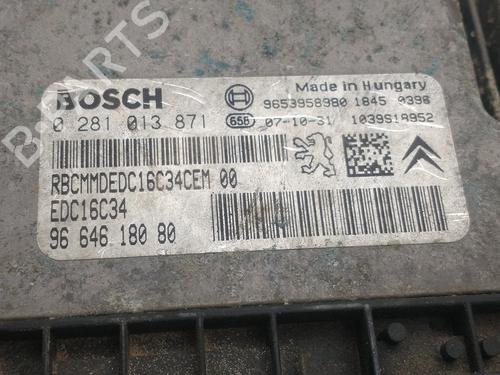 BOSCH
Made in Hungary
9653958980 1845 0398
0 281 013 871
656 07-10-31 1039S18952
RBCMMDEDC16C34CEM 00
EDC16C34
96 646 180 80